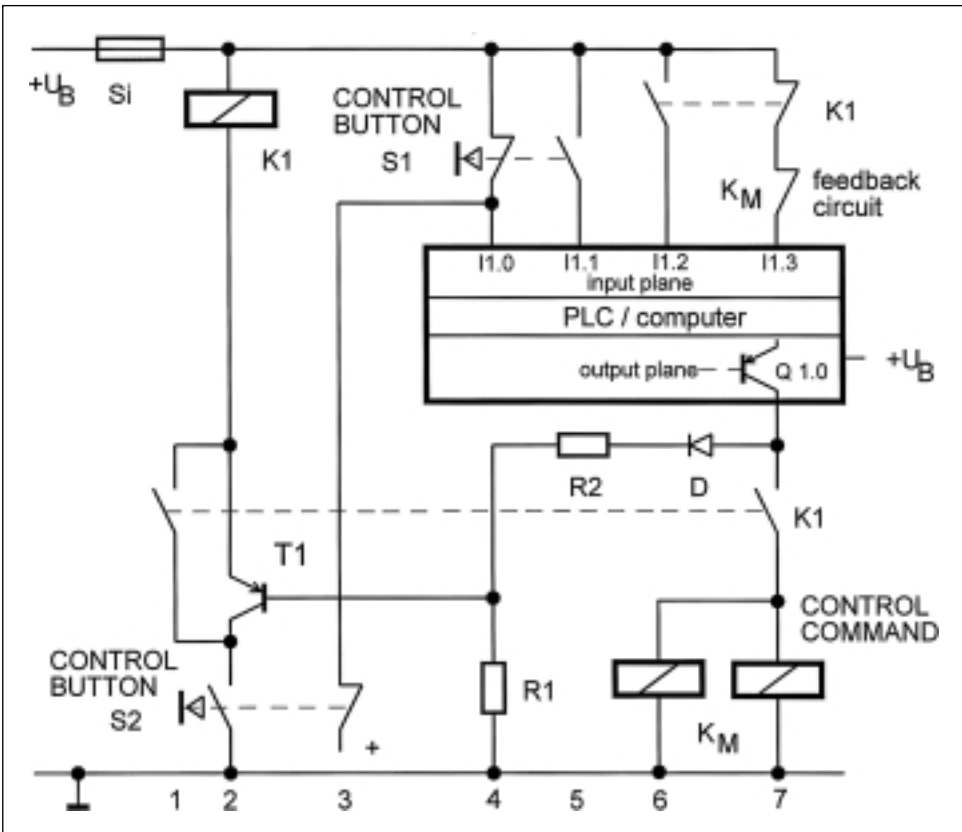 +UB Si
K1
CONTROL
BUTTON
S1
K1
KM
feedback
circuit
I1.0 I1.1 I1.2 I1.3
input plane
PLC / computer
output plane Q 1.0
+UB
R2 D
K1
T1
CONTROL
COMMAND
CONTROL
BUTTON
S2
R1
KM
+
1 2 3 4 5 6 7